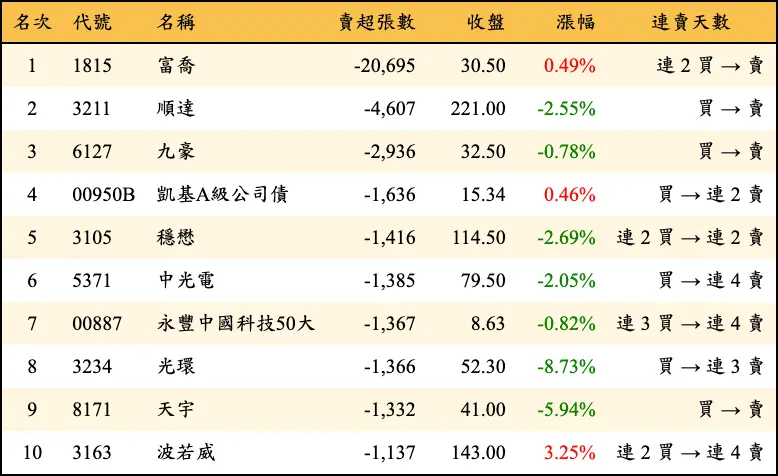 名次 代號 名稱 賣超張數 收盤 漲幅 連賣天數
1 1815 富喬 -20,695 30.50 0.49% 連 2 買 → 賣
2 3211 順達 -4,607 221.00 -2.55% 買 → 賣
3 6127 九豪 -2,936 32.50 -0.78% 買 → 賣
4 00950B 凱基A級公司債 -1,636 15.34 0.46% 買 → 連 2 賣
5 3105 穩懋 -1,416 114.50 -2.69% 連 2 買 → 連 2 賣
6 5371 中光電 -1,385 79.50 -2.05% 買 → 連 4 賣
7 00887 永豐中國科技50大 -1,367 8.63 -0.82% 連 3 買 → 連 4 賣
8 3234 光環 -1,366 52.30 -8.73% 買 → 連 3 賣
9 8171 天宇 -1,332 41.00 -5.94% 買 → 賣
10 3163 波若威 -1,137 143.00 3.25% 連 2 買 → 連 4 賣